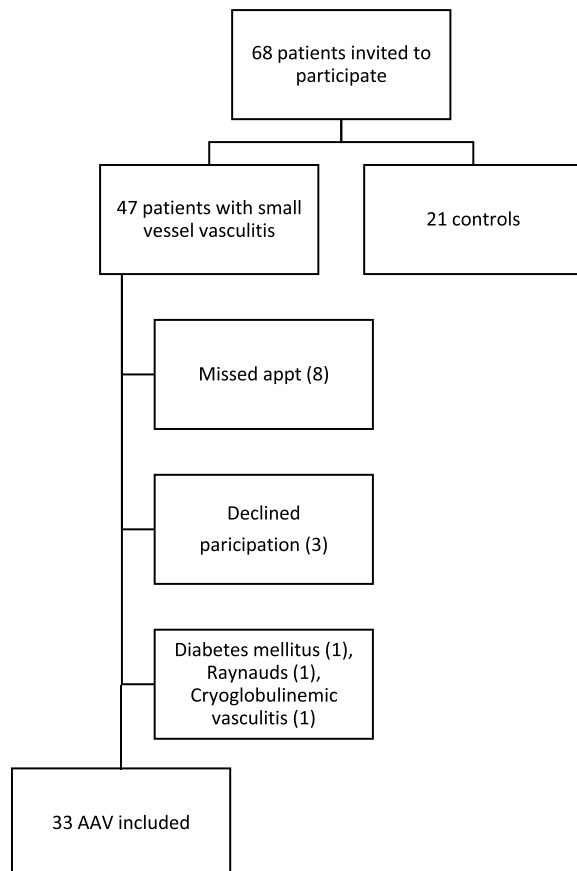 68 patients invited to
participate
47 patients with small
vessel vasculitis
21 controls
Missed appt (8)
Declined
paricipation (3)
Diabetes mellitus (1),
Raynauds (1),
Cryoglobulinemic
vasculitis (1)
33 AAV included